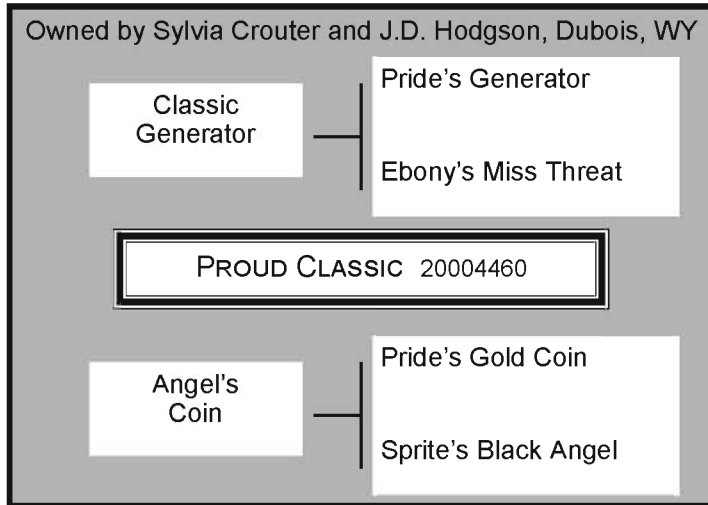 Owned by Sylvia Crouter and J.D. Hodgson, Dubois, WY
Pride's Generator
Classic
Generator
Ebony's Miss Threat
PROUD CLASSIC 20004460
Pride's Gold Coin
Angel's
Coin
Sprite's Black Angel